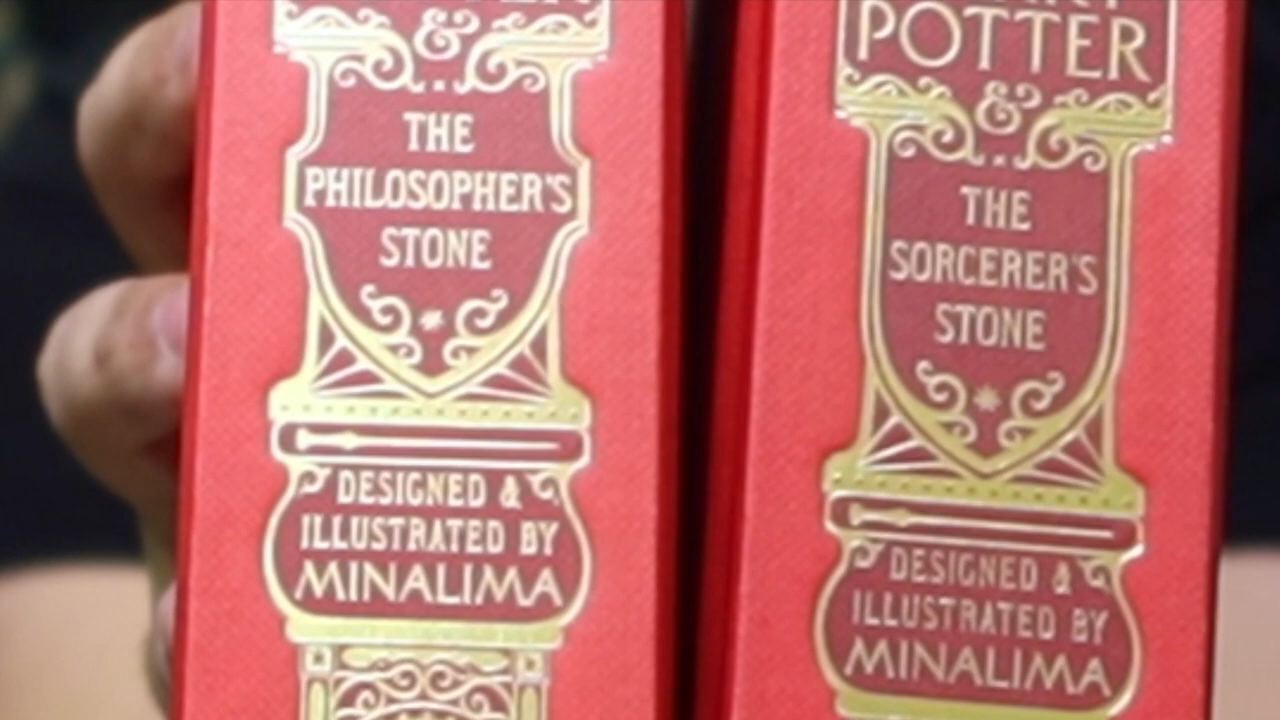 &
THE
PHILOSOPHER'S
STONE
DESIGNED &
ILLUSTRATED BY
MINALIMA
POTTER
&
THE
SORCERER'S
STONE
DESIGNED &
ILLUSTRATED BY
MINALIMA